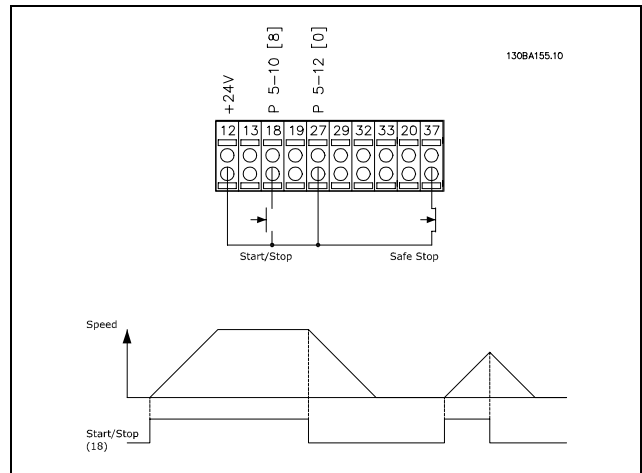 130BA155.10
+24V
P 5-10 [8]
P 5-12 [0]
12 13 18 19 27 29 32 33 20 37
Start/Stop
Safe Stop
Speed
Start/Stop
(18)